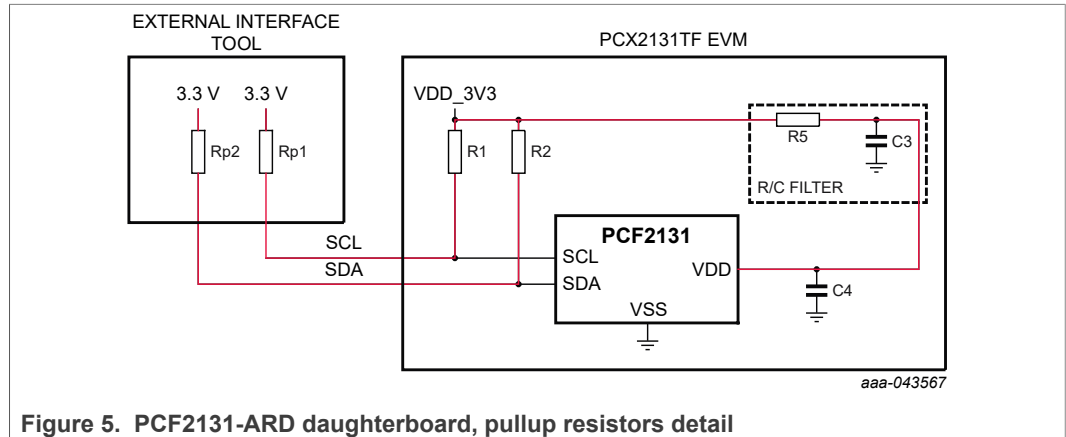 EXTERNAL INTERFACE
TOOL
PCX2131TF EVM
3.3 V 3.3 V
VDD_3V3
Rp2 Rp1
R1 R2
R5
C3
R/C FILTER
PCF2131
SCL
SCL
SDA
SDA
VDD
VSS
C4
aaa-043567
Figure 5. PCF2131-ARD daughterboard, pullup resistors detail